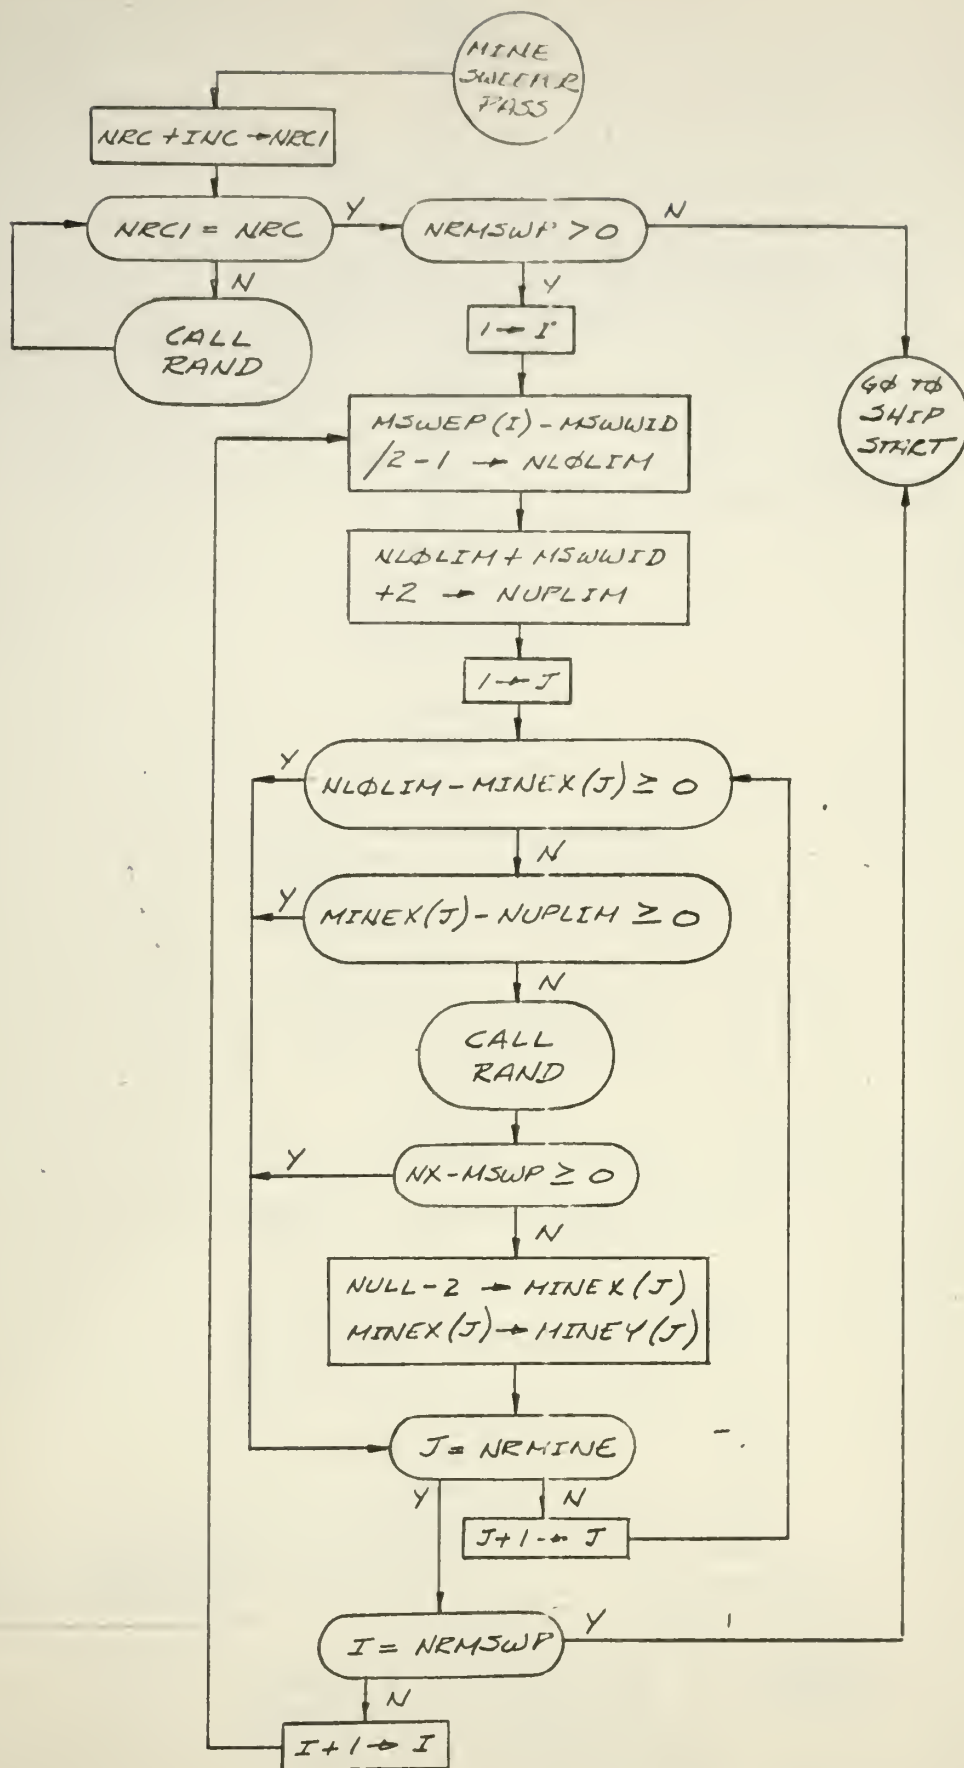 MINE
SWEEPER
PASS
NRC + INC → NRC1
NRC1 = NRC
Y
NRMSWP > 0
N
N
Y
CALL
RAND
1 → I
GØ TØ
SHIP
START
MSWEP(I) - MSWWID
/2 - 1 → NLØLIM
NLØLIM + MSWWID
+2 → NUPLIM
1 → J
Y
NLØLIM - MINEX(J) ≥ 0
N
Y
MINEX(J) - NUPLIM ≥ 0
N
CALL
RAND
Y
NX - MSWP ≥ 0
N
NULL - 2 → MINEX(J)
MINEX(J) → MINEY(J)
J = NRMINE
Y
N
J + 1 → J
I = NRMSWP
Y
N
I + 1 → I